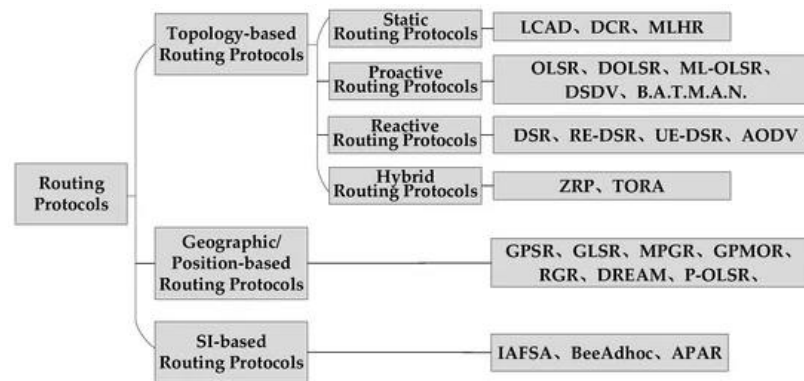 Routing
Protocols
Topology-based
Routing Protocols
Static
Routing Protocols
LCAD、DCR、MLHR
Proactive
Routing Protocols
OLSR、DOLSR、ML-OLSR、
DSDV、B.A.T.M.A.N.
Reactive
Routing Protocols
DSR、RE-DSR、UE-DSR、AODV
Hybrid
Routing Protocols
ZRP、TORA
Geographic/
Position-based
Routing Protocols
GPSR、GLSR、MPGR、GPMOR、
RGR、DREAM、P-OLSR、
SI-based
Routing Protocols
IAFSA、BeeAdhoc、APAR